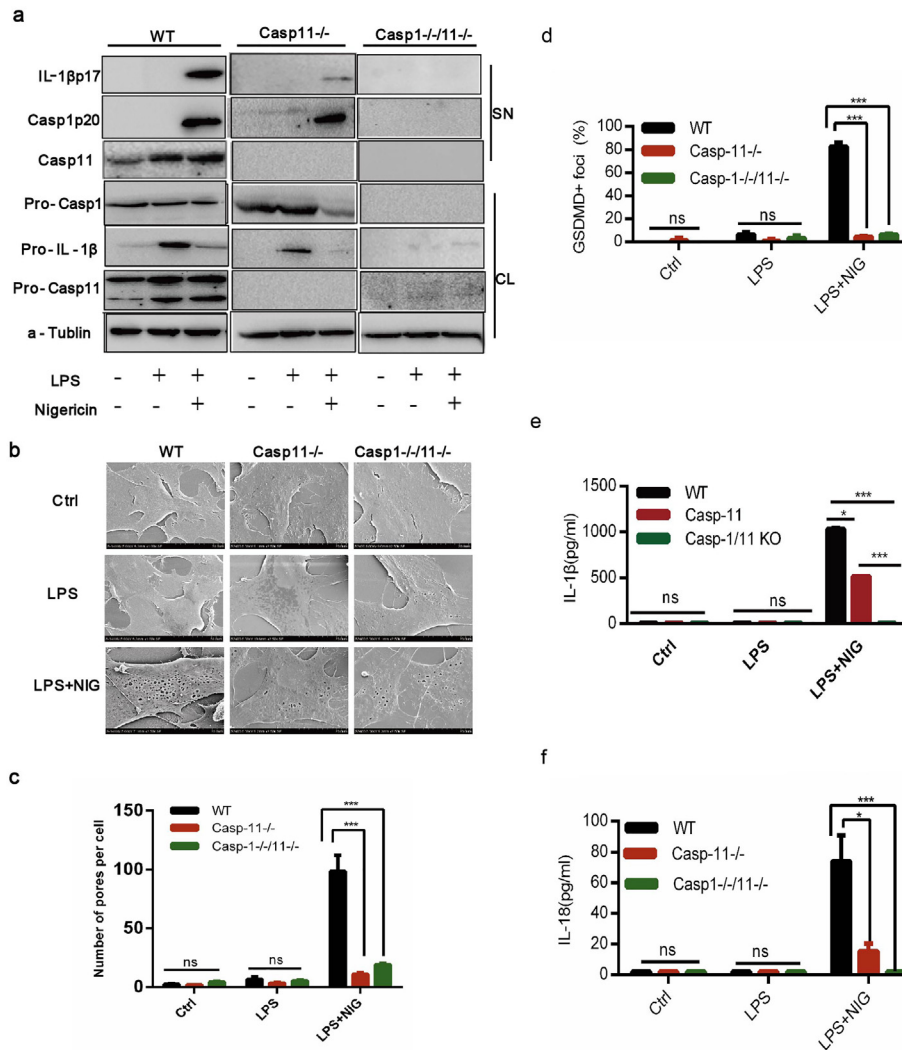 a
WT Casp11-/- Casp1-/-/11-/-
IL-1βp17
Casp1p20
Casp11
SN
Pro-Casp1
Pro-IL-1β
Pro-Casp11
a-Tublin
CL
LPS - + + - + + - + +
Nigericin - - + - - + - - +
b
WT Casp11-/- Casp1-/-/11-/-
Ctrl
LPS
LPS+NIG
c
Number of pores per cell
150
100
50
0
WT
Casp-11-/-
Casp-1-/-/11-/-
ns
ns
***
***
Ctrl LPS LPS+NIG
d
GSDMD+ foci (%)
100
80
60
40
20
0
WT
Casp-11-/-
Casp-1-/-/11-/-
ns
ns
***
***
Ctrl LPS LPS+NIG
e
IL-1β(pg/ml)
1500
1000
500
0
WT
Casp-11
Casp-1/11 KO
ns
ns
***
*
***
Ctrl LPS LPS+NIG
f
IL-18(pg/ml)
100
80
60
40
20
0
WT
Casp-11-/-
Casp1-/-/11-/-
ns
ns
***
*
Ctrl LPS LPS+NIG